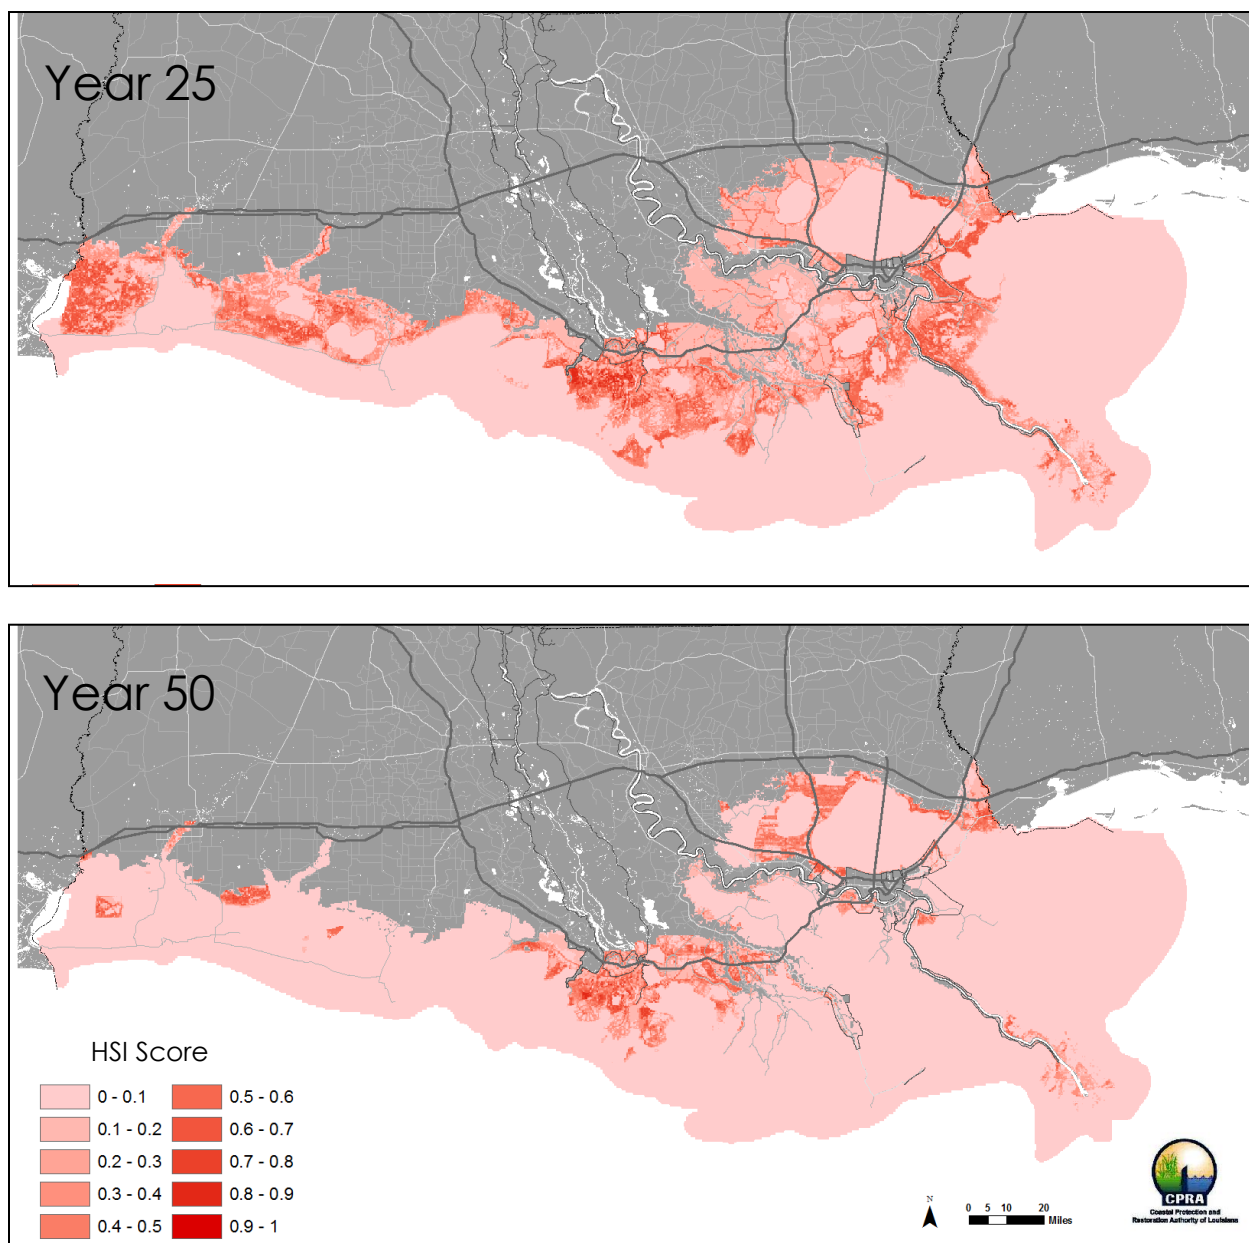 Year 25
Year 50
HSI Score
0 - 0.1
0.1 - 0.2
0.2 - 0.3
0.3 - 0.4
0.4 - 0.5
0.5 - 0.6
0.6 - 0.7
0.7 - 0.8
0.8 - 0.9
0.9 - 1
N
0 5 10 20
Miles
CPRA
Coastal Protection and
Restoration Authority of Louisiana